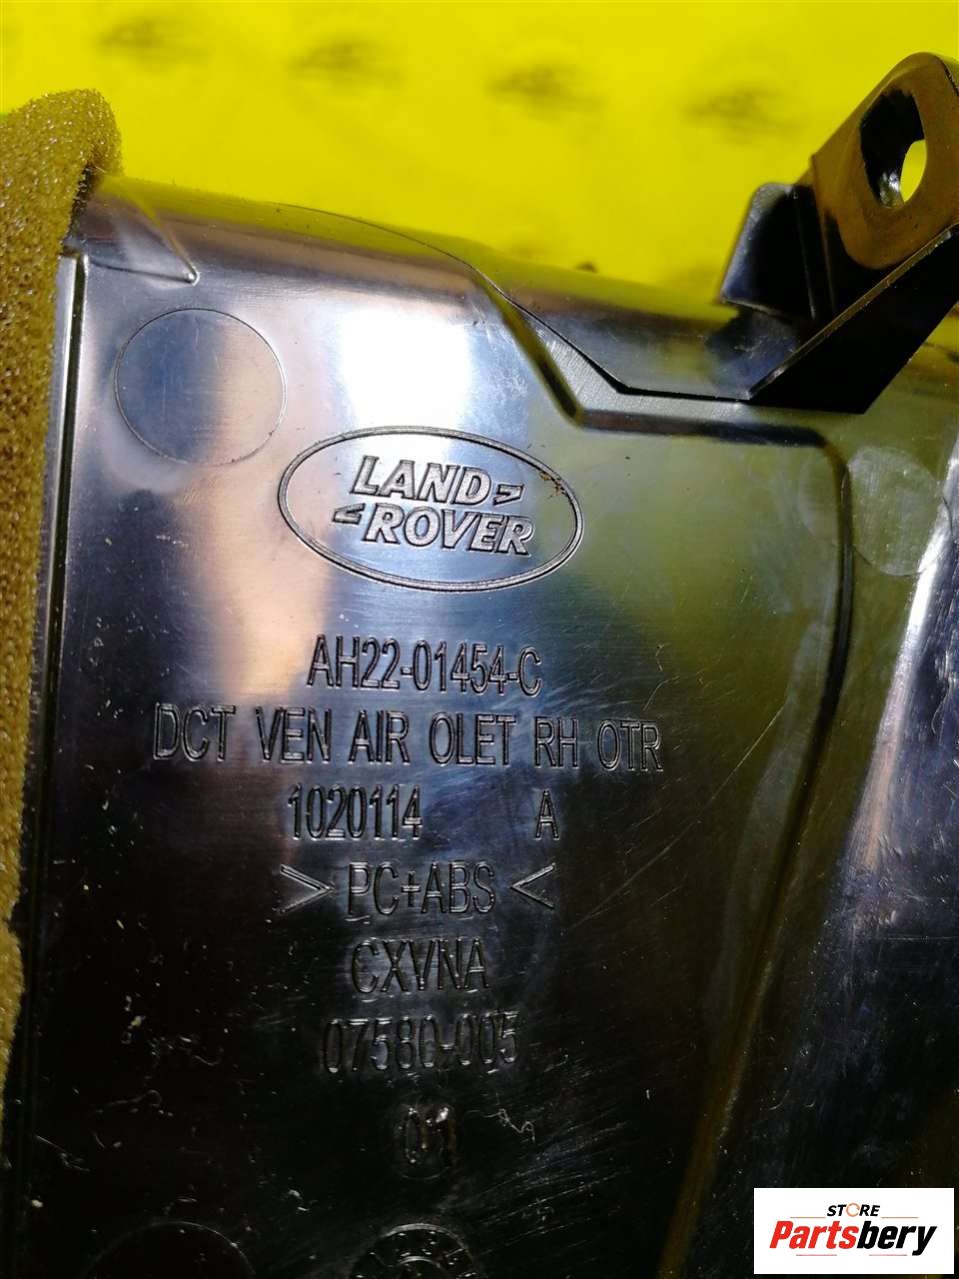 LAND
ROVER
AH22-01454-C
DCT VEN AIR OLET RH OTR
1020114 A
> PC+ABS <
CXVNA
07580-005
01
STORE
Partsbery